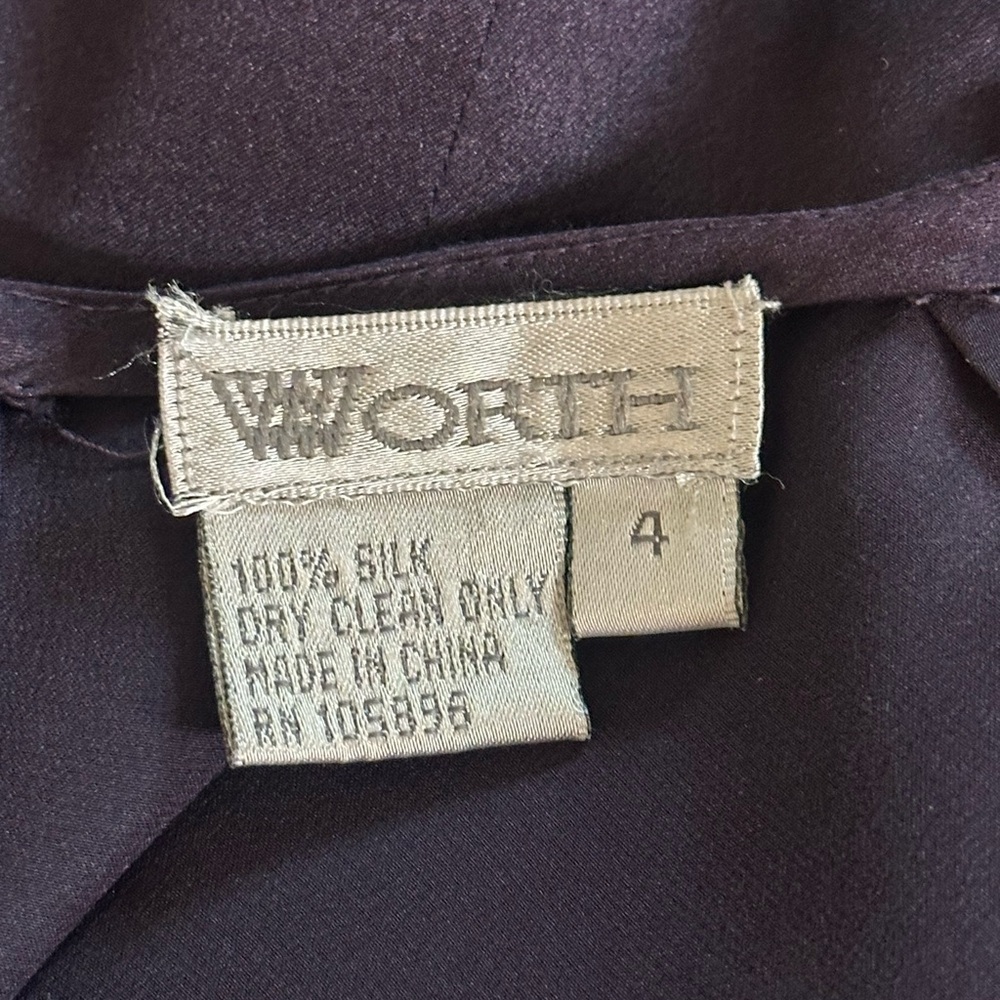 WORTH
4
100% SILK
DRY CLEAN ONLY
MADE IN CHINA
RN 105896